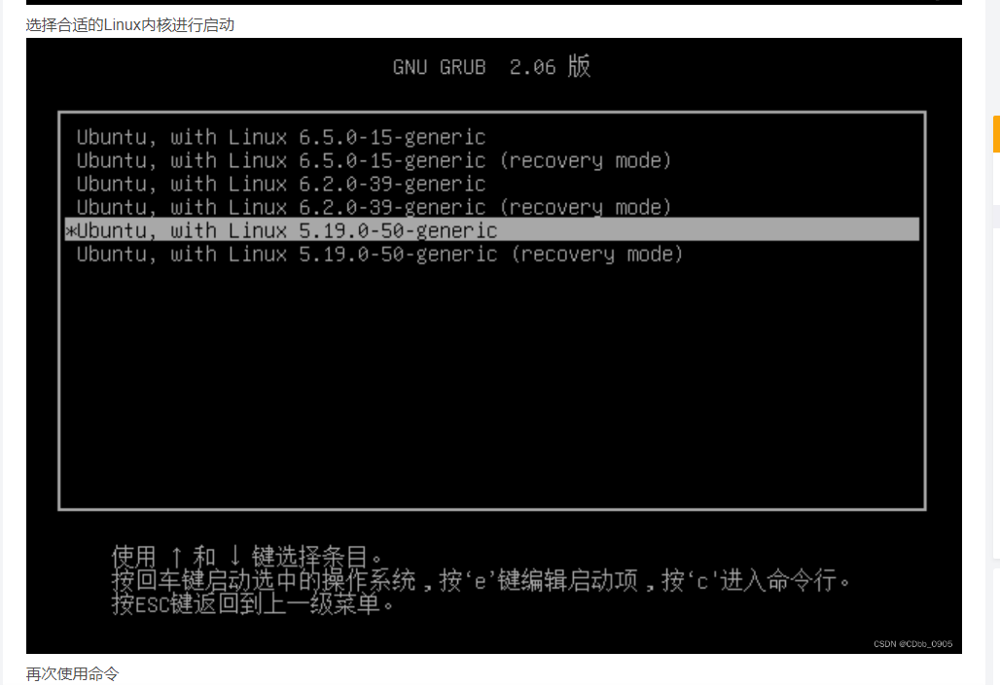 选择合适的Linux内核进行启动
GNU GRUB 2.06 版
Ubuntu, with Linux 6.5.0-15-generic
Ubuntu, with Linux 6.5.0-15-generic (recovery mode)
Ubuntu, with Linux 6.2.0-39-generic
Ubuntu, with Linux 6.2.0-39-generic (recovery mode)
*Ubuntu, with Linux 5.19.0-50-generic
Ubuntu, with Linux 5.19.0-50-generic (recovery mode)
使用 ↑ 和 ↓ 键选择条目。
按回车键启动选中的操作系统，按‘e’键编辑启动项，按‘c'进入命令行。
按ESC键返回到上一级菜单。
CSDN @CDbb_0905
再次使用命令